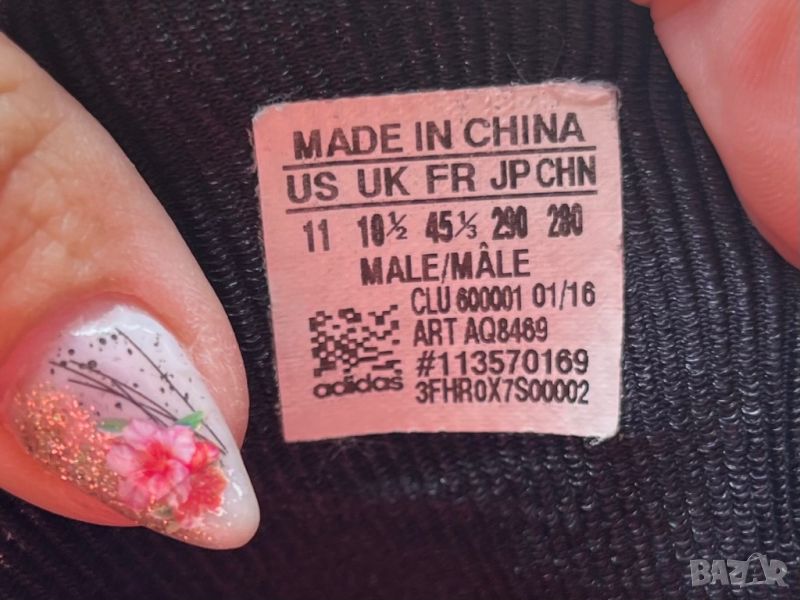 MADE IN CHINA
US UK FR JP CHN
11 10½ 45⅓ 290 280
MALE/MÂLE
CLU 600001 01/16
ART AQ8469
#113570169
adidas 3FHR0X7S00002
BAZAR